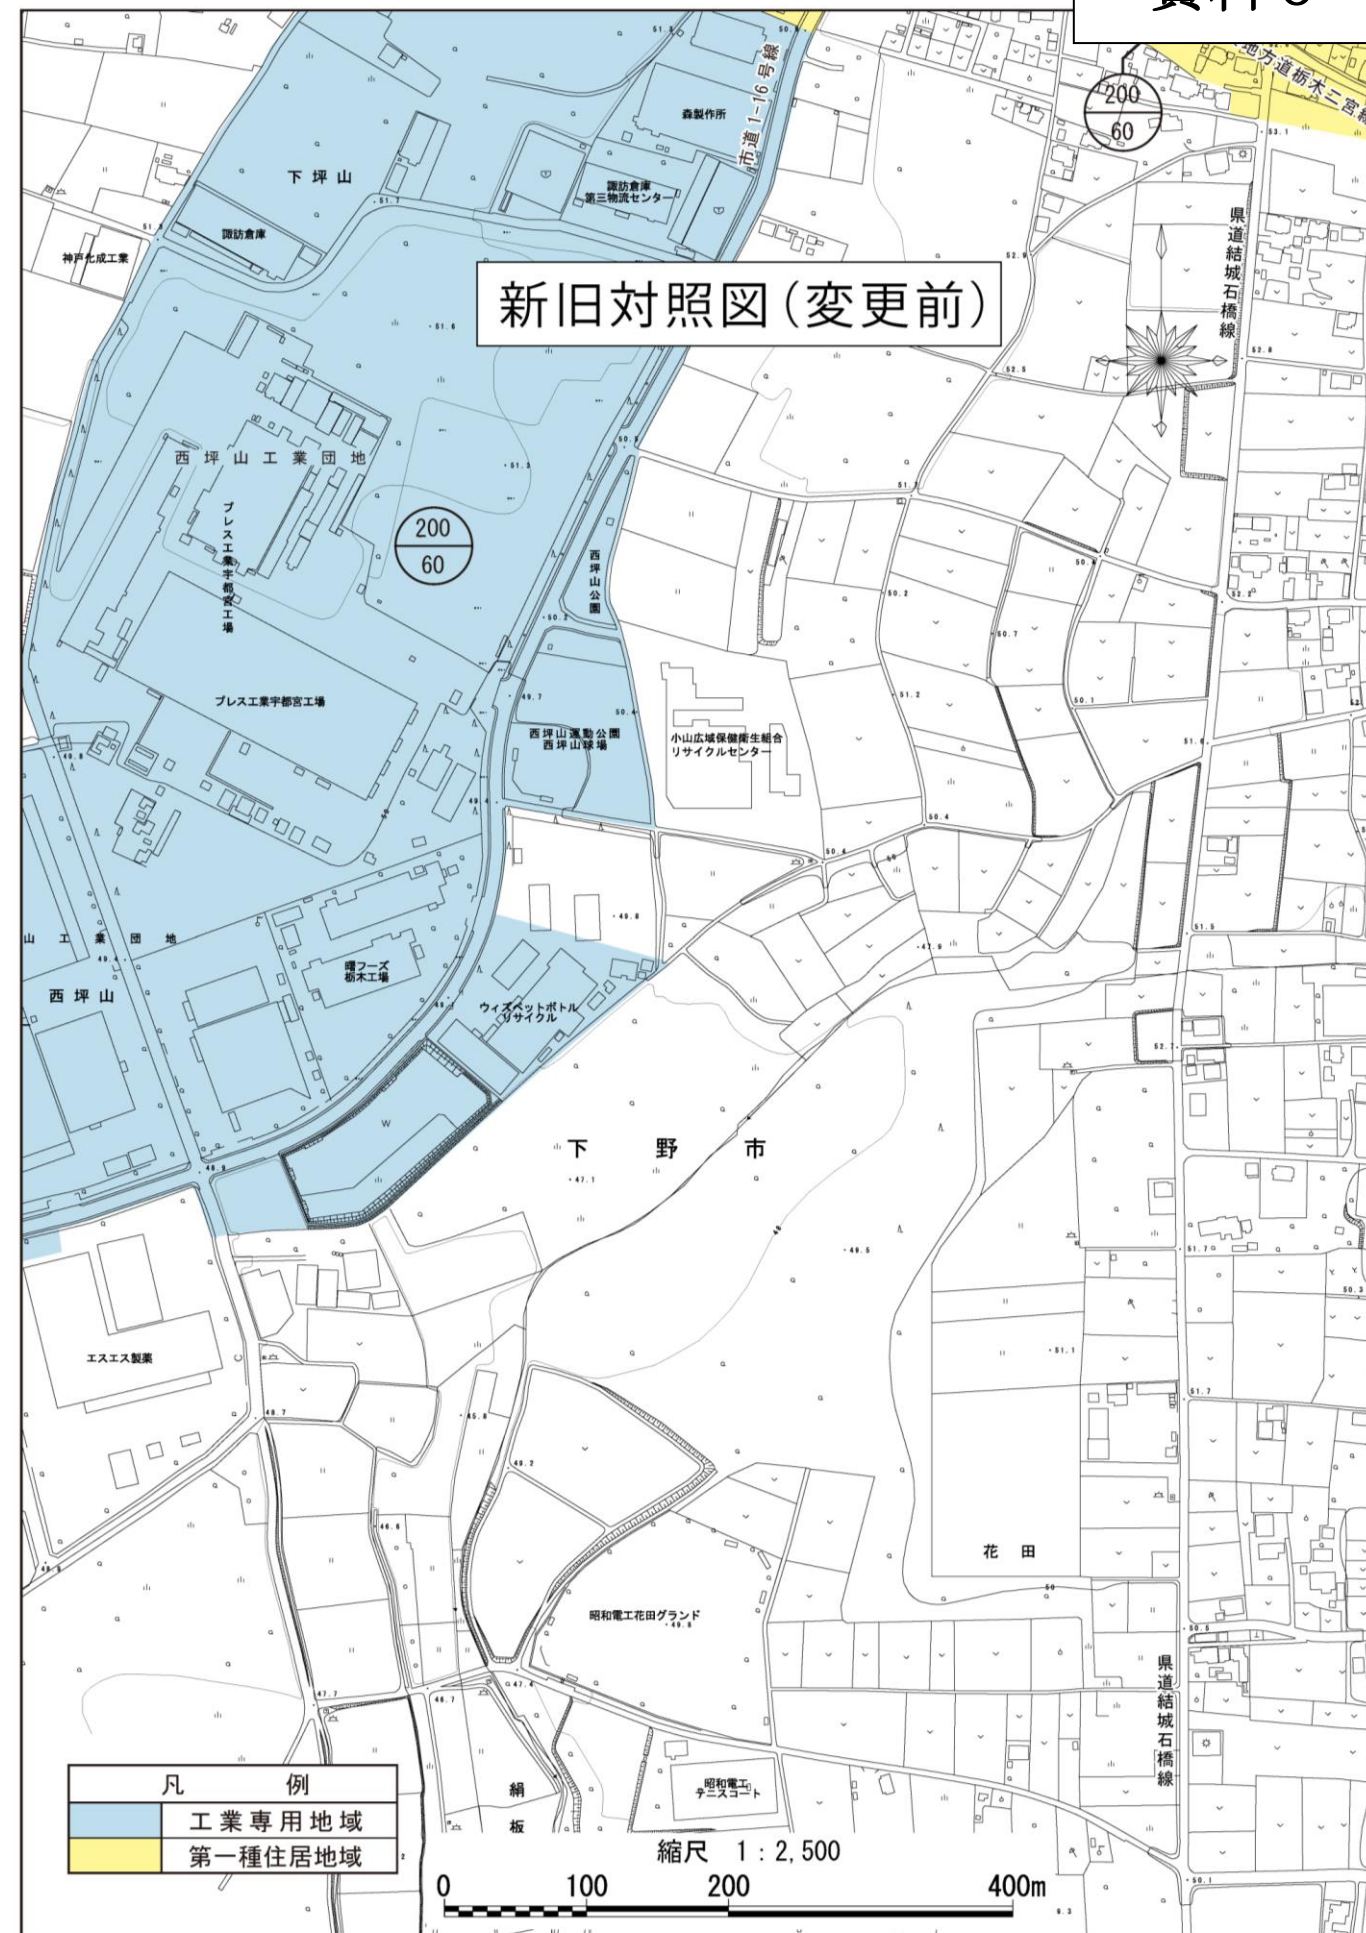 地方道栃木二宮線
200
60
市道 1-16 号線
森製作所
下坪山
諏訪倉庫
第三物流センター
諏訪倉庫
神戸化成工業
県道結城石橋線
新旧対照図(変更前)
西坪山工業団地
プレス工業宇都宮工場
200
60
西坪山公園
プレス工業宇都宮工場
西坪山運動公園
西坪山球場
小山広域保健衛生組合
リサイクルセンター
山工業団地
西坪山
曙フーズ
栃木工場
ウィズペットボトル
リサイクル
下野市
エスエス製薬
花田
昭和電工花田グランド
県道結城石橋線
昭和電工
テニスコート
絹板
凡例
工業専用地域
第一種住居地域
縮尺 1:2,500
0 100 200 400m